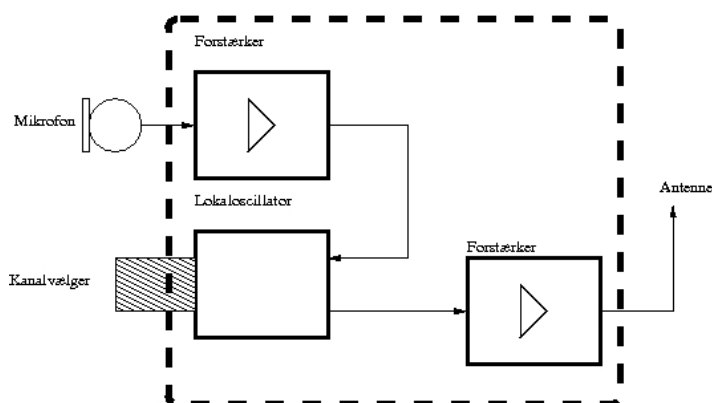 Forstærker
Mikrofon
Lokaloscillator
Antenne
Forstærker
Kanalvælger